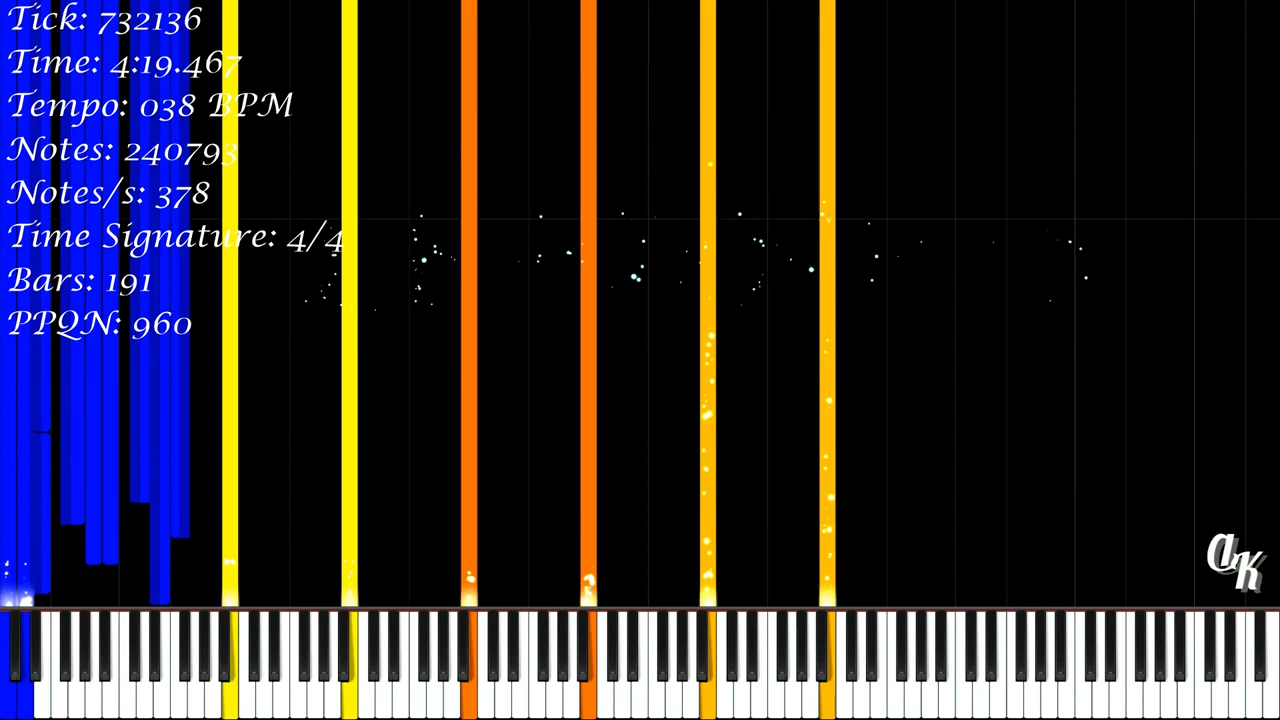 Tick: 732136
Time: 4:19.467
Tempo: 038 BPM
Notes: 240793
Notes/s: 378
Time Signature: 4/4
Bars: 191
PPQN: 960
aK